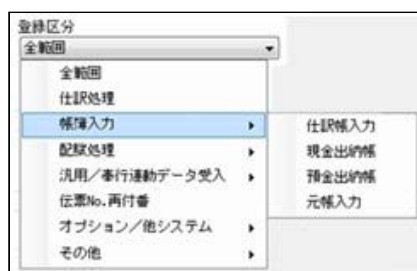 登録区分
全範囲
全範囲
仕訳処理
帳簿入力
仕訳帳入力
配賦処理
現金出納帳
汎用／奉行連動データ受入
預金出納帳
伝票No.再付番
元帳入力
オプション／他システム
その他